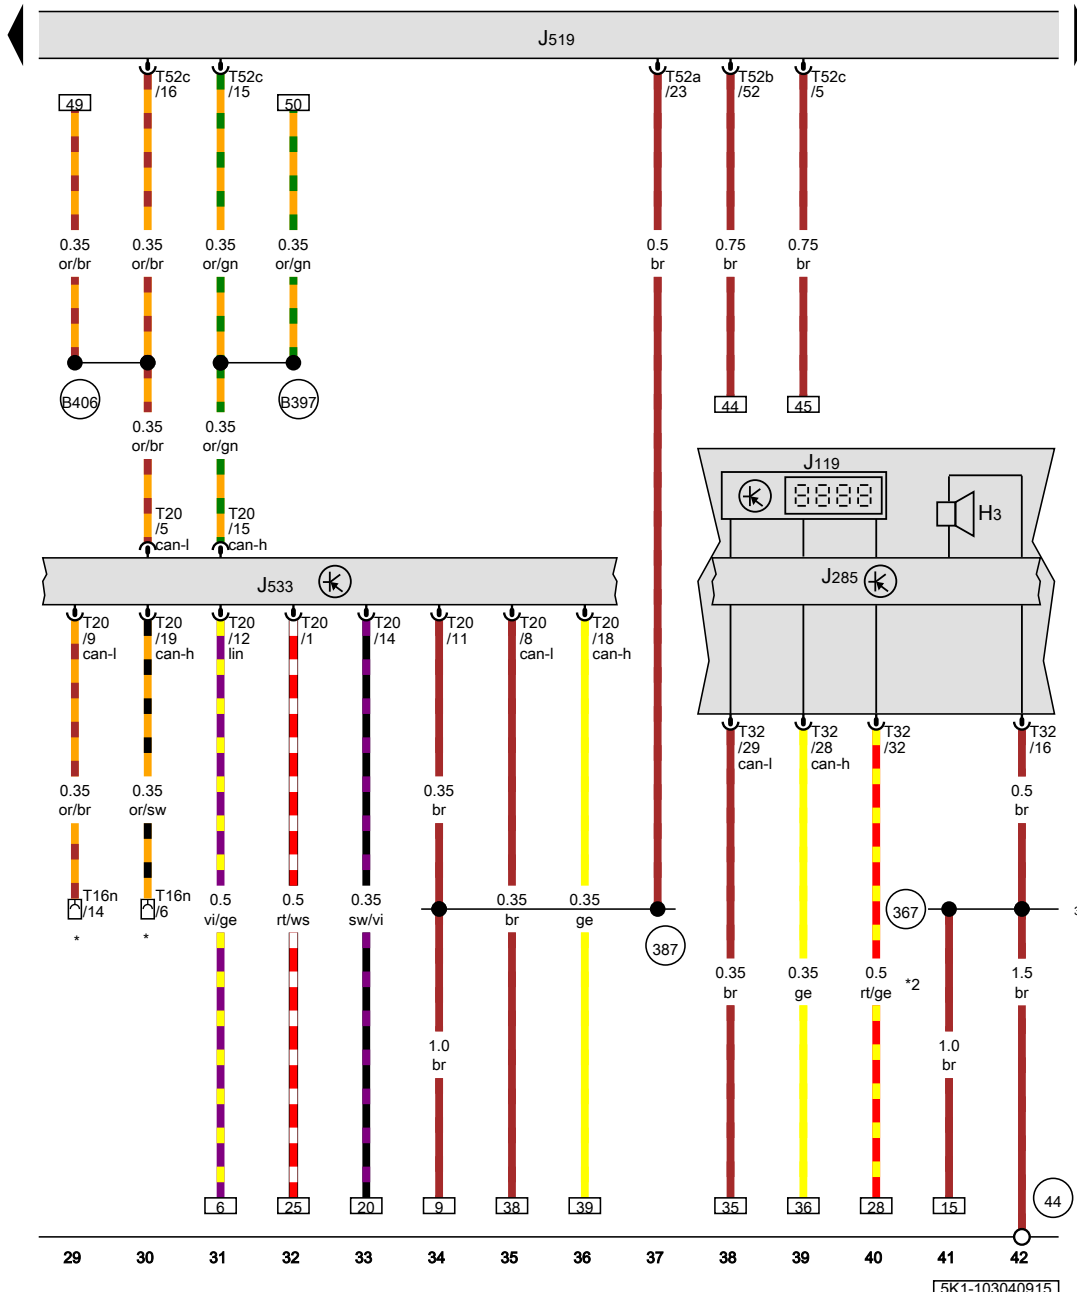 J519
T52c
/16
T52c
/15
T52a
/23
T52b
/52
T52c
/5
49
50
0.35
or/br
0.35
or/br
0.35
or/gn
0.35
or/gn
0.5
br
0.75
br
0.75
br
B406
B397
44
45
0.35
or/br
0.35
or/gn
J119
H3
T20
/5
can-l
T20
/15
can-h
J533
J285
T20
/9
can-l
T20
/19
can-h
T20
/12
lin
T20
/1
T20
/14
T20
/11
T20
/8
can-l
T20
/18
can-h
T32
/29
can-l
T32
/28
can-h
T32
/32
T32
/16
0.35
or/br
0.35
or/sw
0.35
br
0.5
br
T16n
/14
*
T16n
/6
*
0.5
vi/ge
0.5
rt/ws
0.35
sw/vi
0.35
br
0.35
ge
387
367
0.35
br
0.35
ge
0.5
rt/ge
*2
1.5
br
1.0
br
1.0
br
6
25
20
9
38
39
35
36
28
15
44
29 30 31 32 33 34 35 36 37 38 39 40 41 42
5K1-103040915